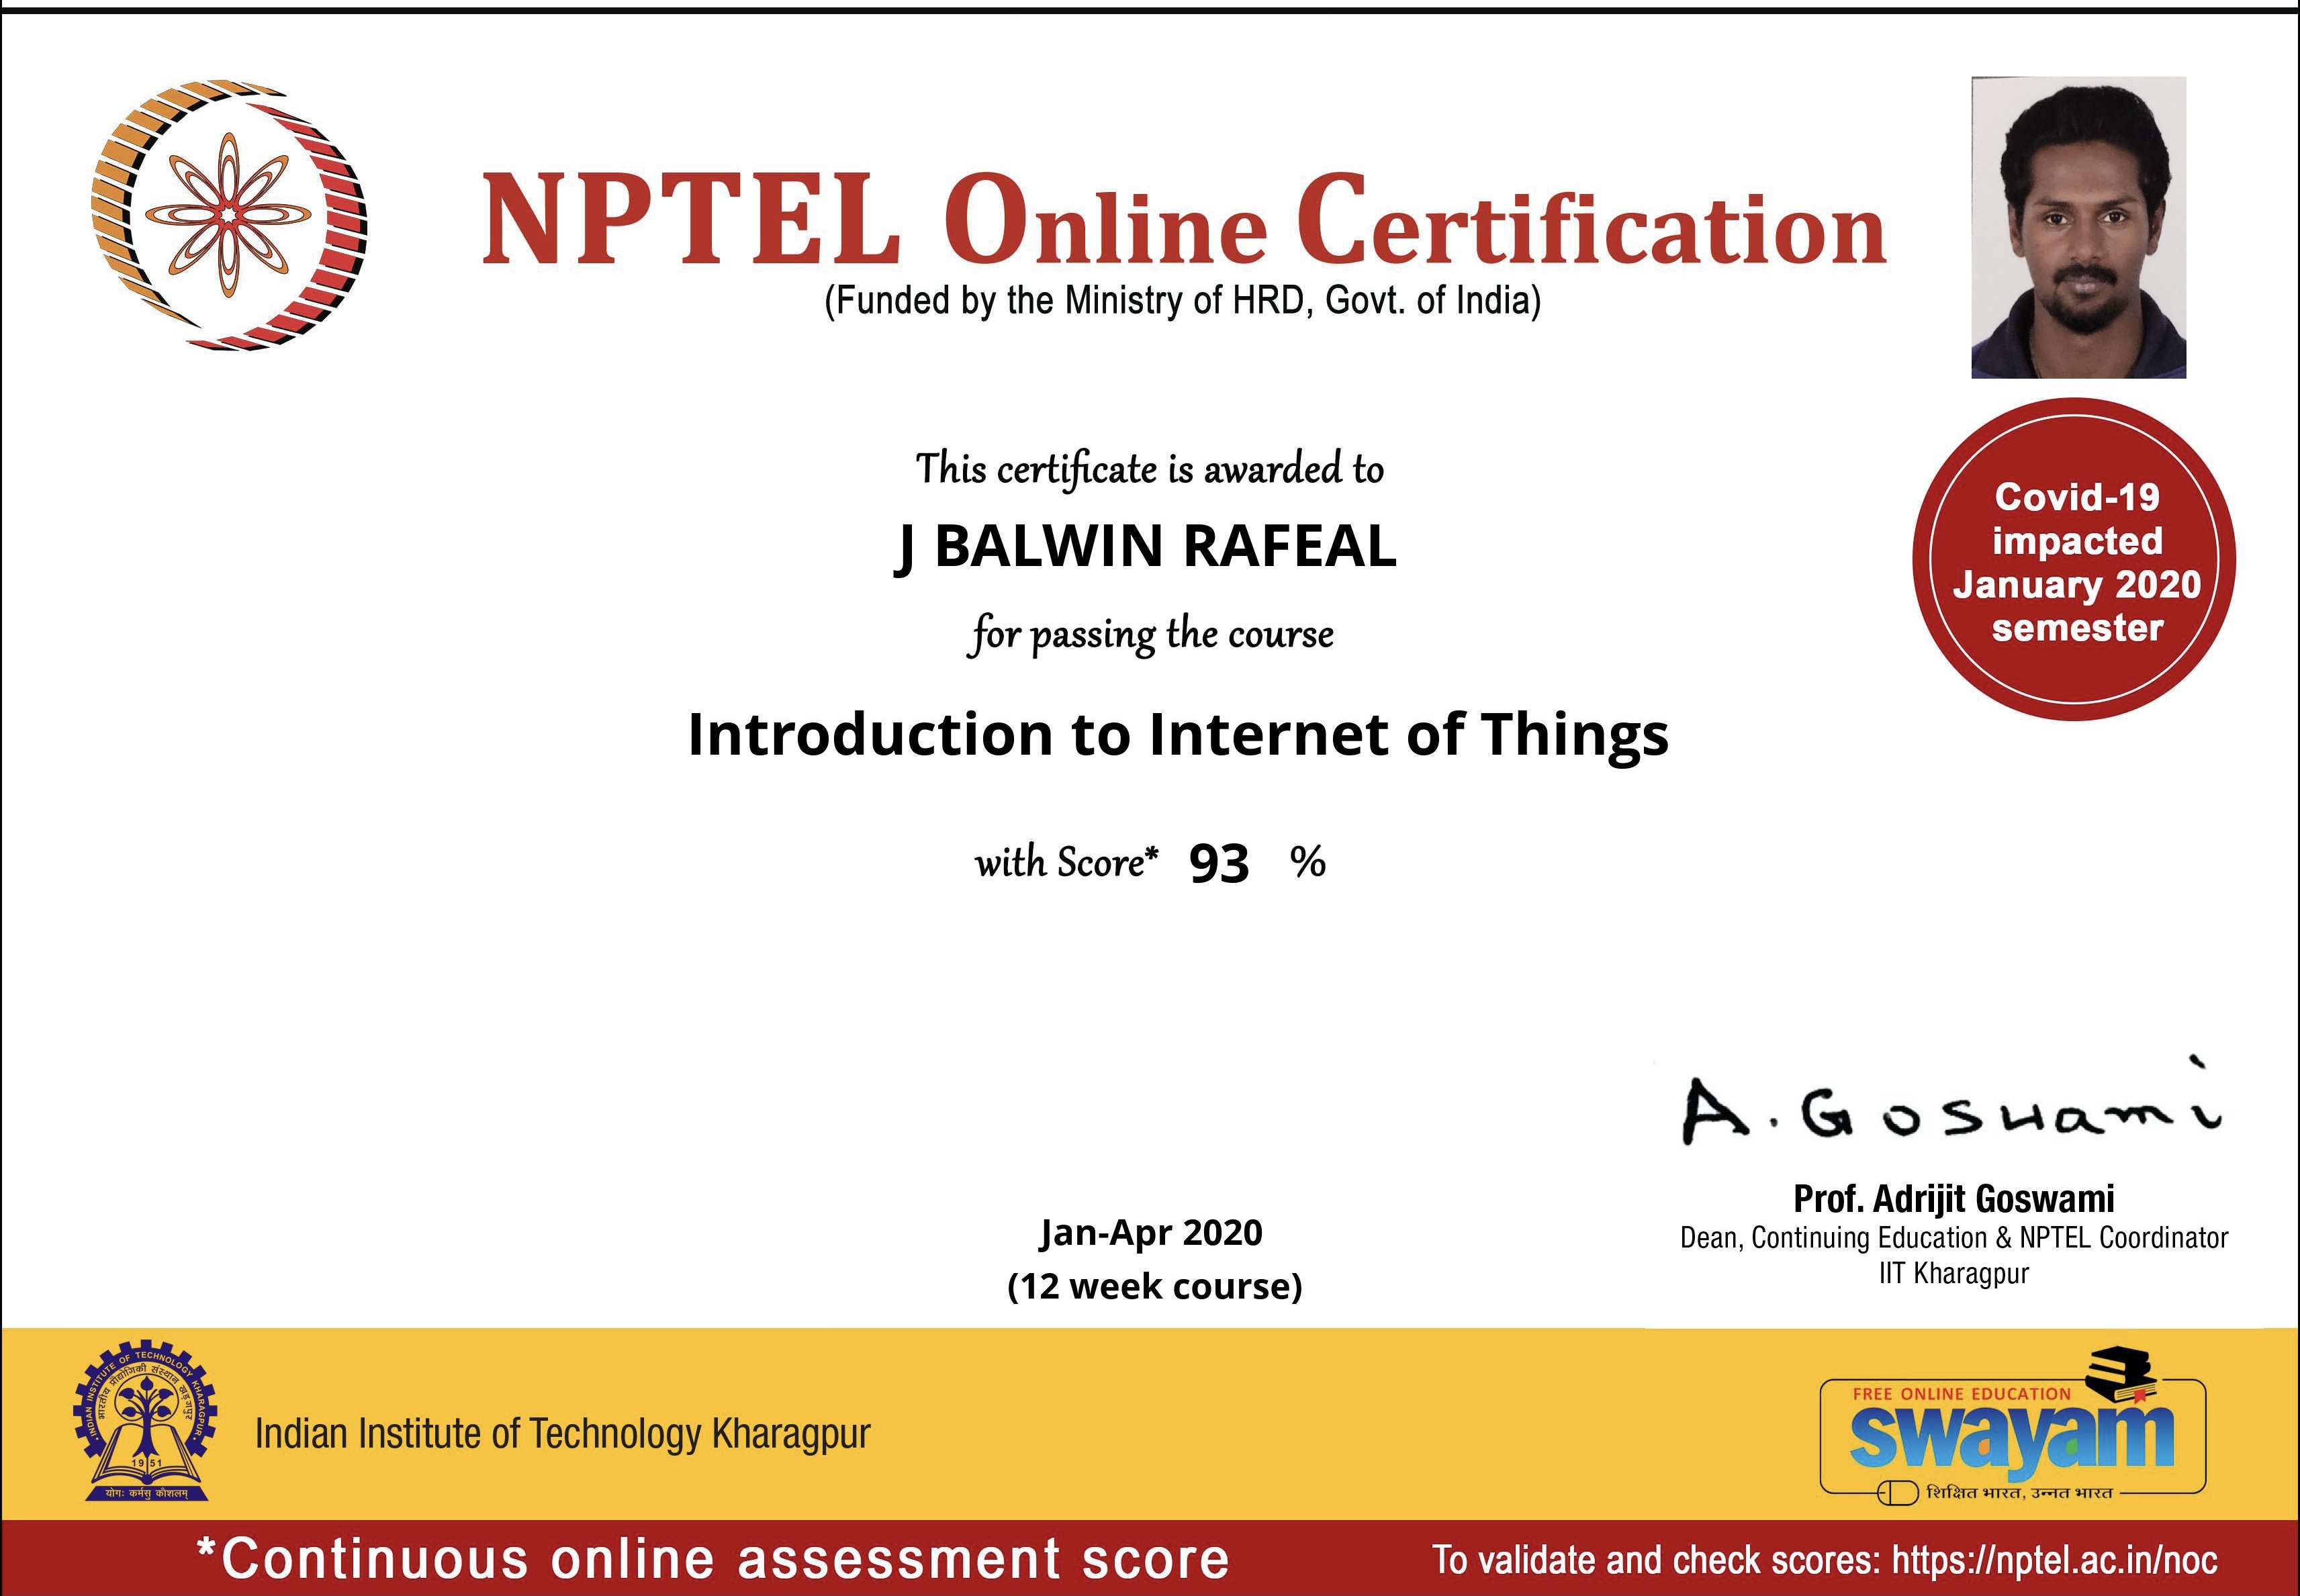 NPTEL Online Certification
(Funded by the Ministry of HRD, Govt. of India)
This certificate is awarded to
J BALWIN RAFEAL
for passing the course
Introduction to Internet of Things
with Score* 93 %
Covid-19
impacted
January 2020
semester
A. Goswami
Prof. Adrijit Goswami
Dean, Continuing Education & NPTEL Coordinator
IIT Kharagpur
Jan-Apr 2020
(12 week course)
INDIAN INSTITUTE OF TECHNOLOGY KHARAGPUR
भारतीय प्रौद्योगिकी संस्थान खड़गपुर
1951
योगः कर्मसु कौशलम्
Indian Institute of Technology Kharagpur
FREE ONLINE EDUCATION
swayam
शिक्षित भारत, उन्नत भारत
*Continuous online assessment score
To validate and check scores: https://nptel.ac.in/noc